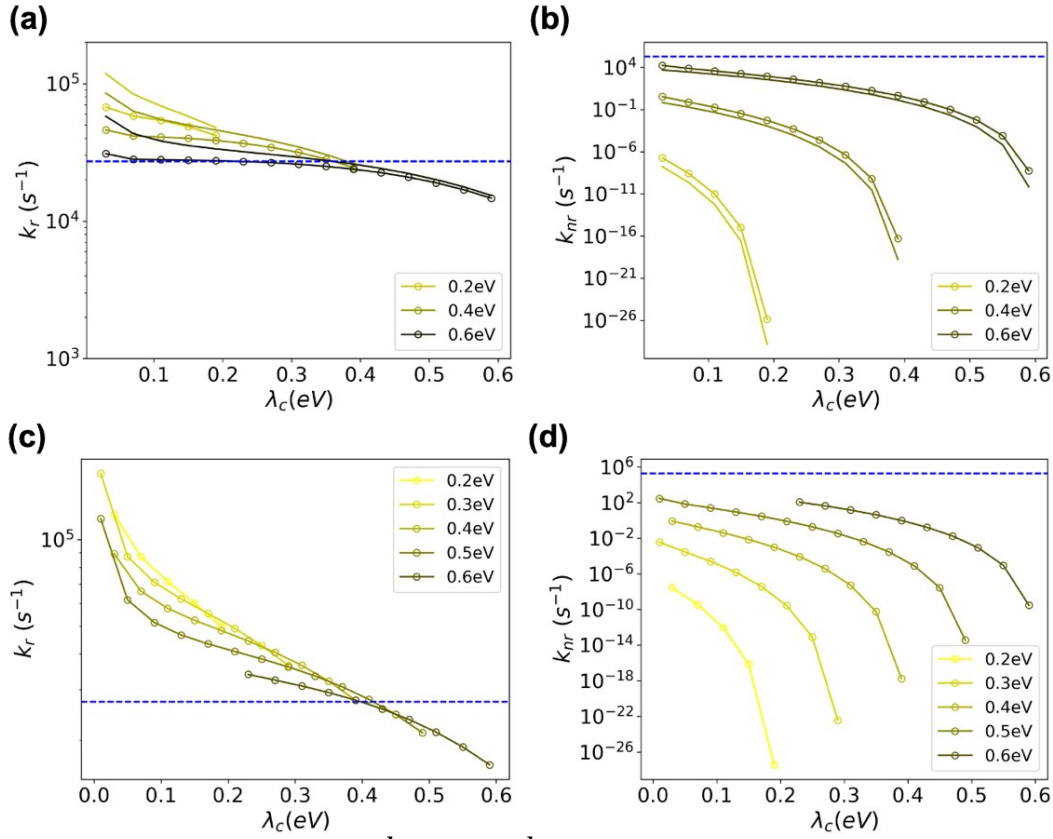 (a)
10^5
10^4
10^3
k_r (s^{-1})
0.2eV
0.4eV
0.6eV
0.1 0.2 0.3 0.4 0.5 0.6
λ_c(eV)
(b)
10^4
10^{-1}
10^{-6}
10^{-11}
10^{-16}
10^{-21}
10^{-26}
k_{nr} (s^{-1})
0.2eV
0.4eV
0.6eV
0.1 0.2 0.3 0.4 0.5 0.6
λ_c(eV)
(c)
10^5
k_r (s^{-1})
0.2eV
0.3eV
0.4eV
0.5eV
0.6eV
0.0 0.1 0.2 0.3 0.4 0.5 0.6
λ_c(eV)
(d)
10^6
10^2
10^{-2}
10^{-6}
10^{-10}
10^{-14}
10^{-18}
10^{-22}
10^{-26}
k_{nr} (s^{-1})
0.2eV
0.3eV
0.4eV
0.5eV
0.6eV
0.0 0.1 0.2 0.3 0.4 0.5 0.6
λ_c(eV)